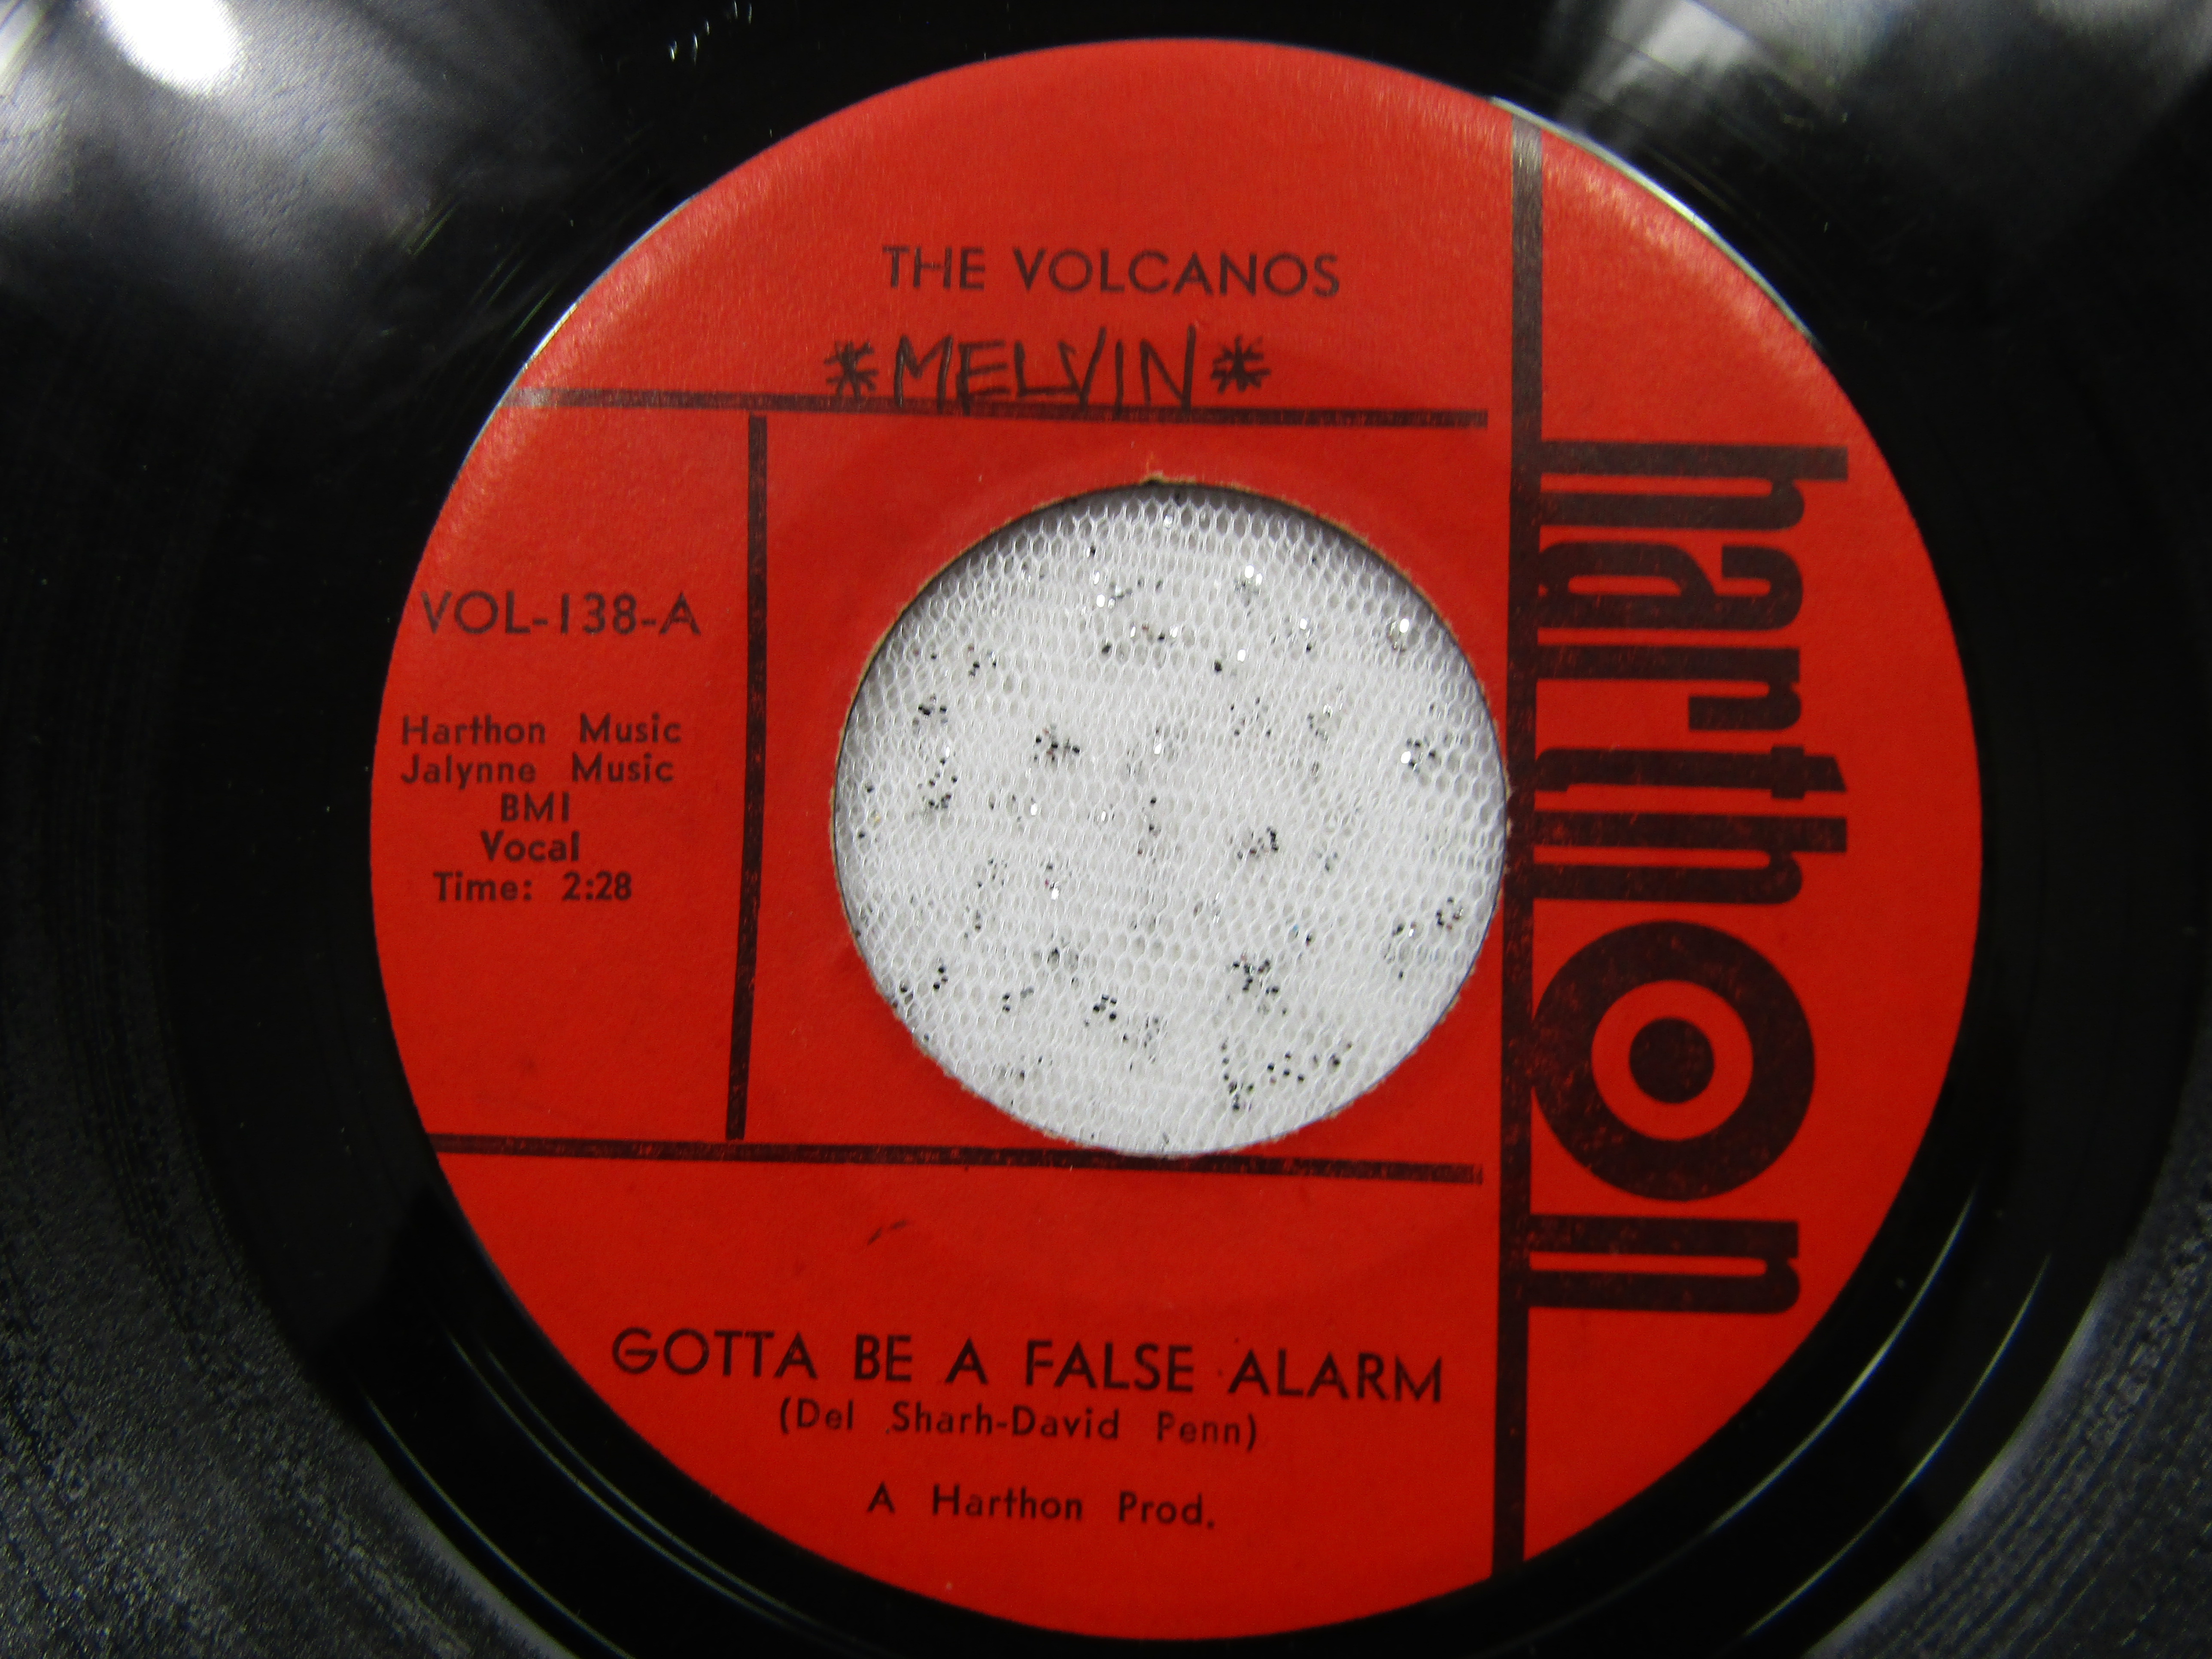 THE VOLCANOS
*MELVIN*
VOL-138-A
Harthon Music
Jalynne Music
BMI
Vocal
Time: 2:28
harthon
GOTTA BE A FALSE ALARM
(Del Sharh-David Penn)
A Harthon Prod.